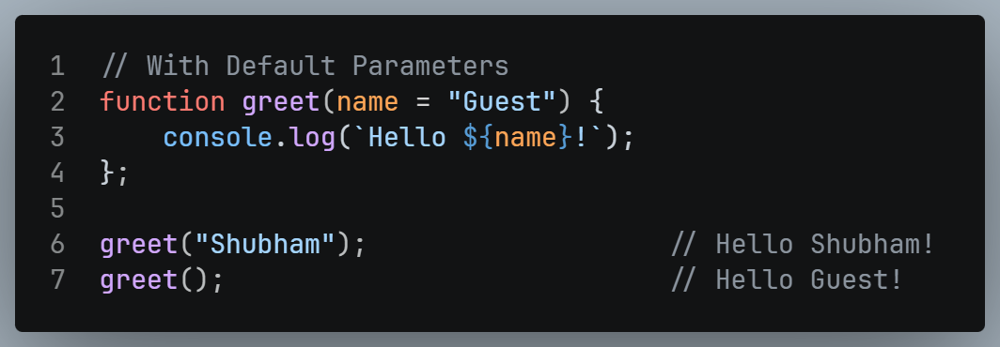 1 // With Default Parameters
2 function greet(name = "Guest") {
3     console.log(`Hello ${name}!`);
4 };
5
6 greet("Shubham");                   // Hello Shubham!
7 greet();                            // Hello Guest!